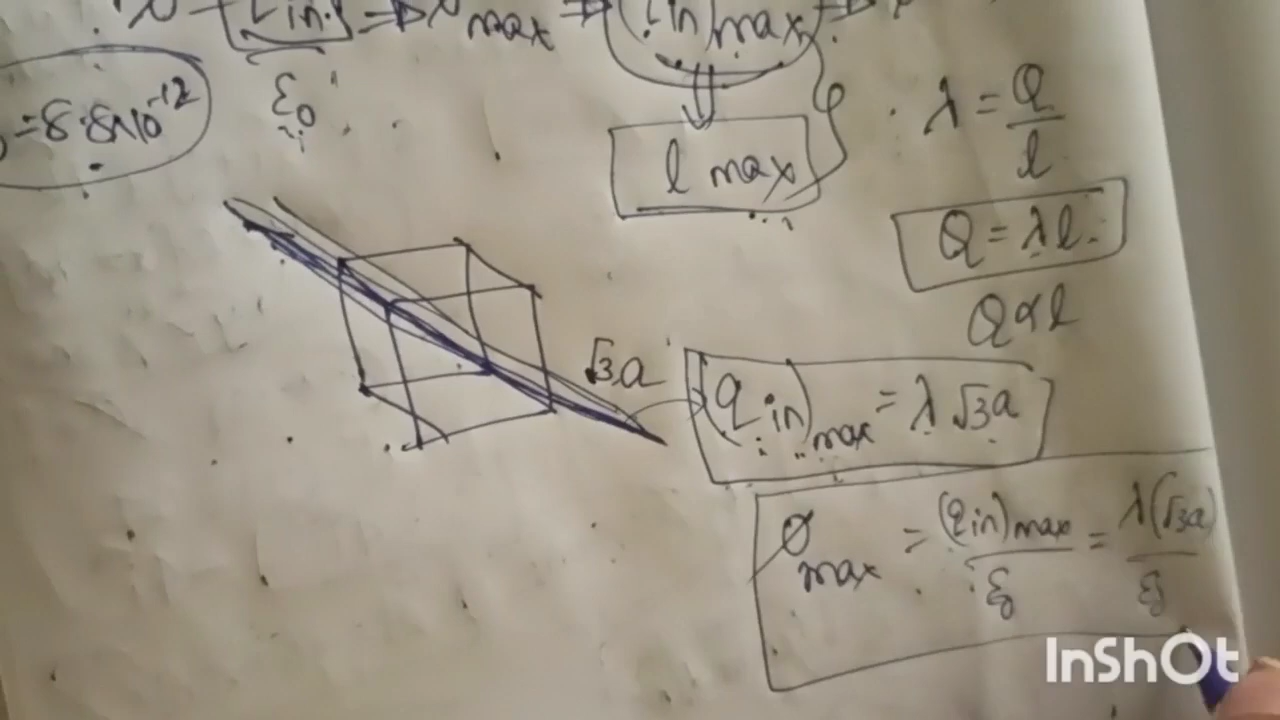 max
max
=8.8×10⁻¹²
ε₀
l max
λ = Q/l
Q = λl.
Q α l
√3a
(q in)max = λ √3a
Φmax = (q in)max/ε₀ = λ(√3a)/ε₀
InShOt